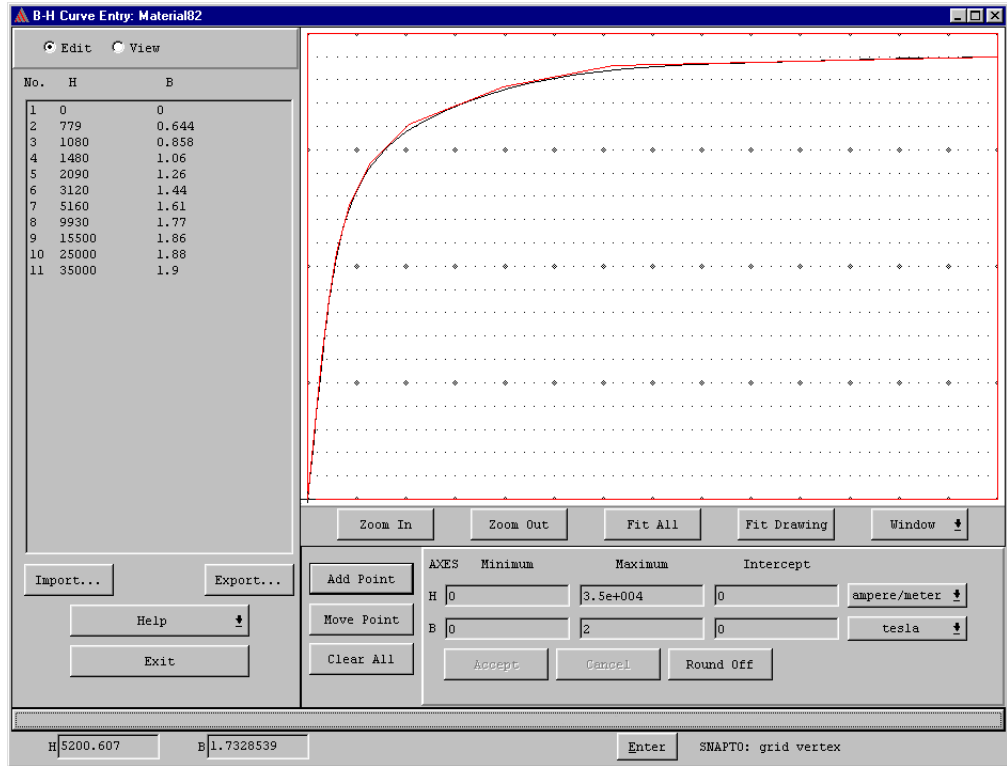 B-H Curve Entry: Material82
Edit View
No. H B
1 0 0
2 779 0.644
3 1080 0.858
4 1480 1.06
5 2090 1.26
6 3120 1.44
7 5160 1.61
8 9930 1.77
9 15500 1.86
10 25000 1.88
11 35000 1.9
Zoom In Zoom Out Fit All Fit Drawing Window
Import... Export...
Help
Exit
Add Point
Move Point
Clear All
AXES Minimum Maximum Intercept
H 0 3.5e+004 0 ampere/meter
B 0 2 0 tesla
Accept Cancel Round Off
H 5200.607 B 1.7328539 Enter SNAPTO: grid vertex